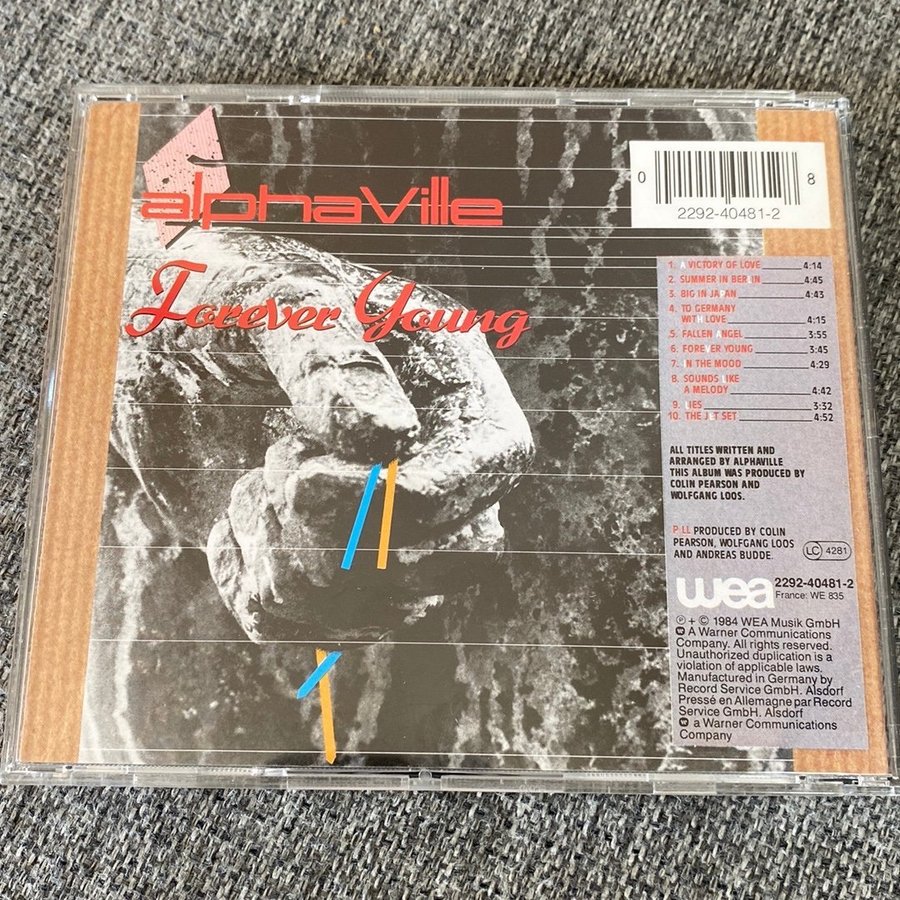 alphaville
Forever Young
0 8
2292-40481-2
1. A VICTORY OF LOVE 4:14
2. SUMMER IN BERLIN 4:45
3. BIG IN JAPAN 4:43
4. TO GERMANY
WITH LOVE 4:15
5. FALLEN ANGEL 3:55
6. FOREVER YOUNG 3:45
7. IN THE MOOD 4:29
8. SOUNDS LIKE
A MELODY 4:42
9. LIES 3:32
10. THE JET SET 4:52
ALL TITLES WRITTEN AND
ARRANGED BY ALPHAVILLE
THIS ALBUM WAS PRODUCED BY
COLIN PEARSON AND
WOLFGANG LOOS.
P·LL PRODUCED BY COLIN
PEARSON, WOLFGANG LOOS
AND ANDREAS BUDDE.
LC 4281
wea 2292-40481-2
France: WE 835
℗ + © 1984 WEA Musik GmbH
A Warner Communications
Company. All rights reserved.
Unauthorized duplication is a
violation of applicable laws.
Manufactured in Germany by
Record Service GmbH. Alsdorf
Pressé en Allemagne par Record
Service GmbH. Alsdorf
a Warner Communications
Company